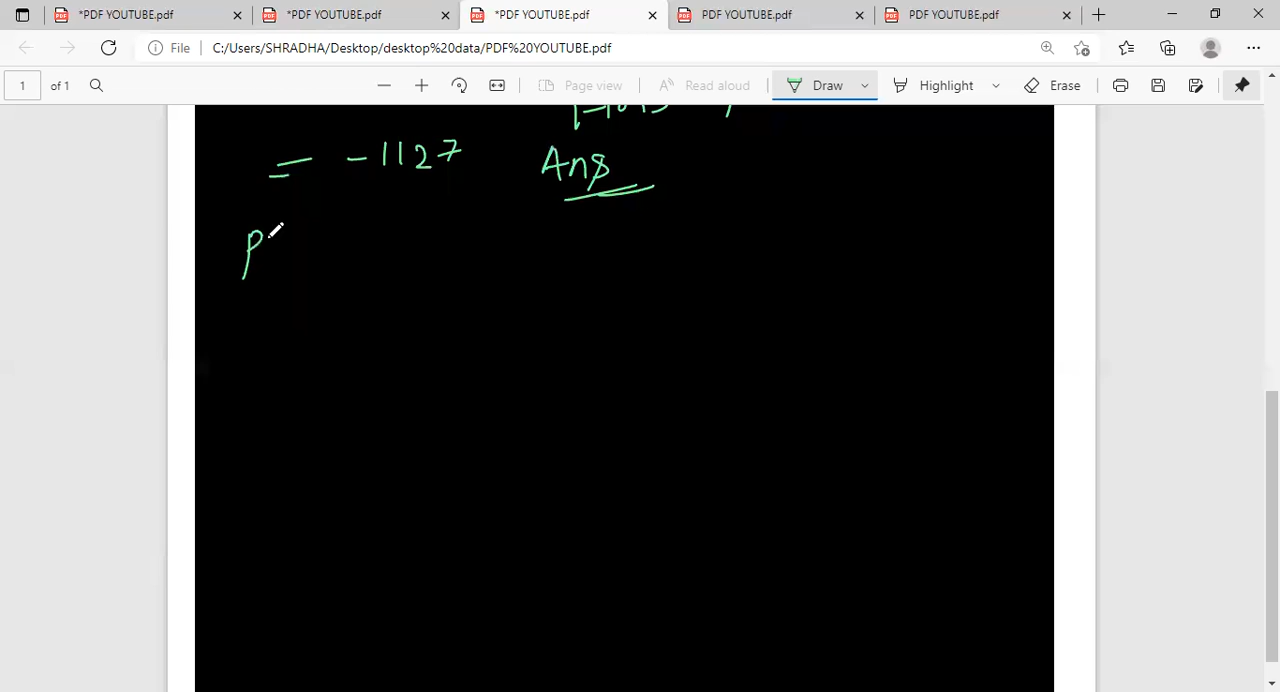 *PDF YOUTUBE.pdf *PDF YOUTUBE.pdf *PDF YOUTUBE.pdf PDF YOUTUBE.pdf PDF YOUTUBE.pdf
File C:/Users/SHRADHA/Desktop/desktop%20data/PDF%20YOUTUBE.pdf
1 of 1 Page view Read aloud Draw Highlight Erase
= -1127 Ans
P